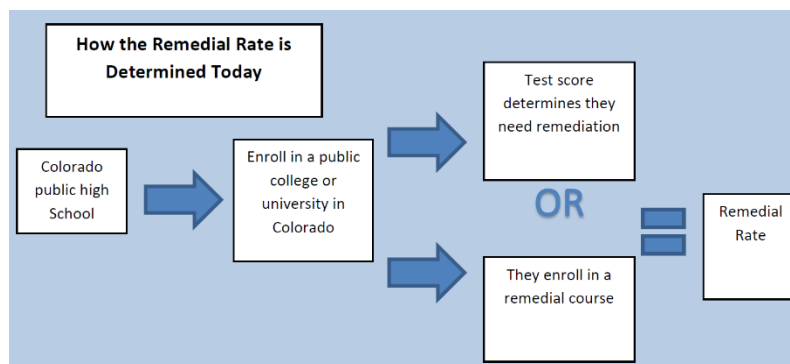 How the Remedial Rate is
Determined Today
Colorado
public high
School
Enroll in a public
college or
university in
Colorado
Test score
determines they
need remediation
OR
They enroll in a
remedial course
Remedial
Rate